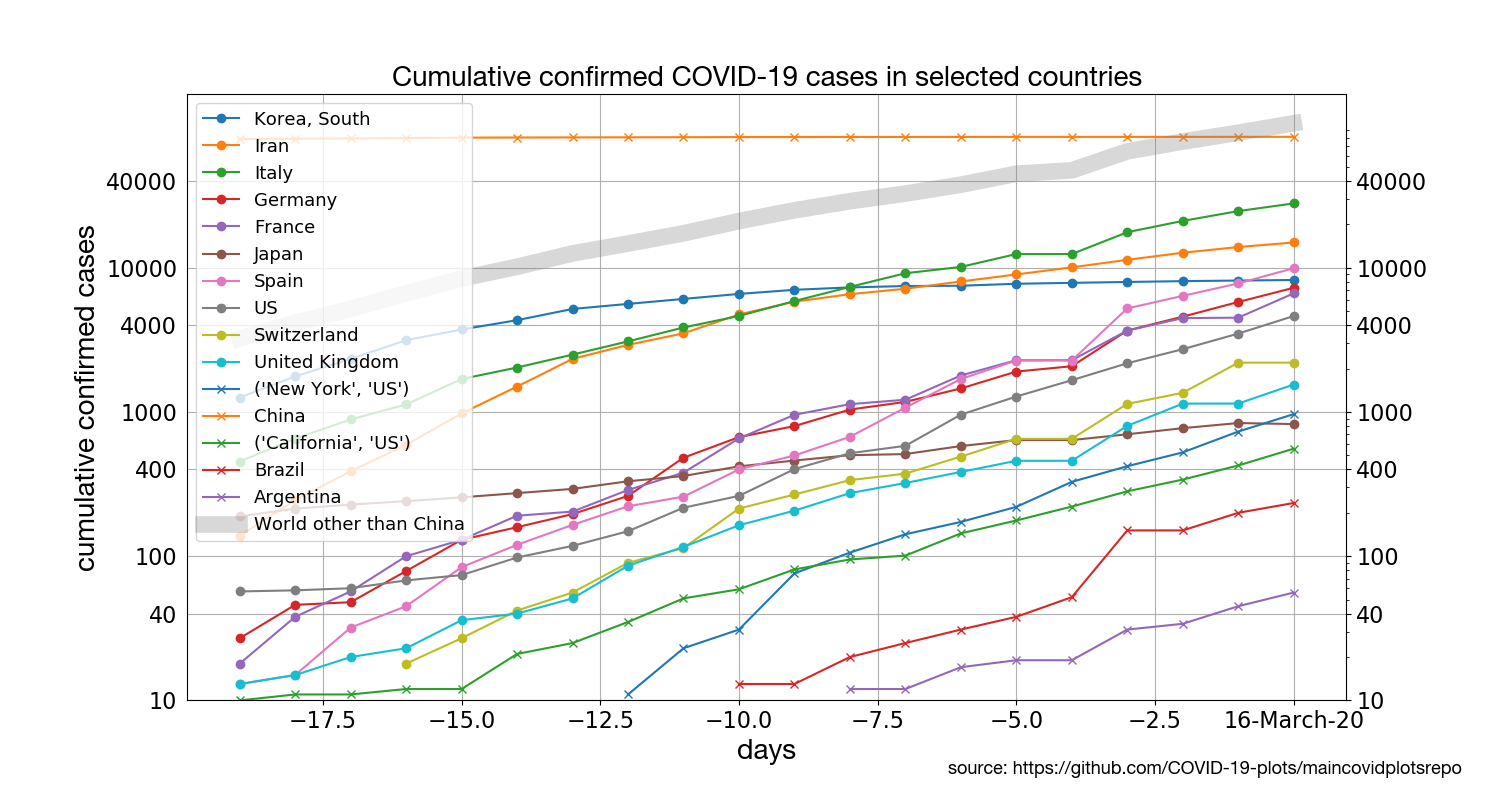 Cumulative confirmed COVID-19 cases in selected countries
Korea, South
Iran
Italy
Germany
France
Japan
Spain
US
Switzerland
United Kingdom
('New York', 'US')
China
('California', 'US')
Brazil
Argentina
World other than China
cumulative confirmed cases
40000
10000
4000
1000
400
100
40
10
40000
10000
4000
1000
400
100
40
10
−17.5 −15.0 −12.5 −10.0 −7.5 −5.0 −2.5 16-March-20
days
source: https://github.com/COVID-19-plots/maincovidplotsrepo